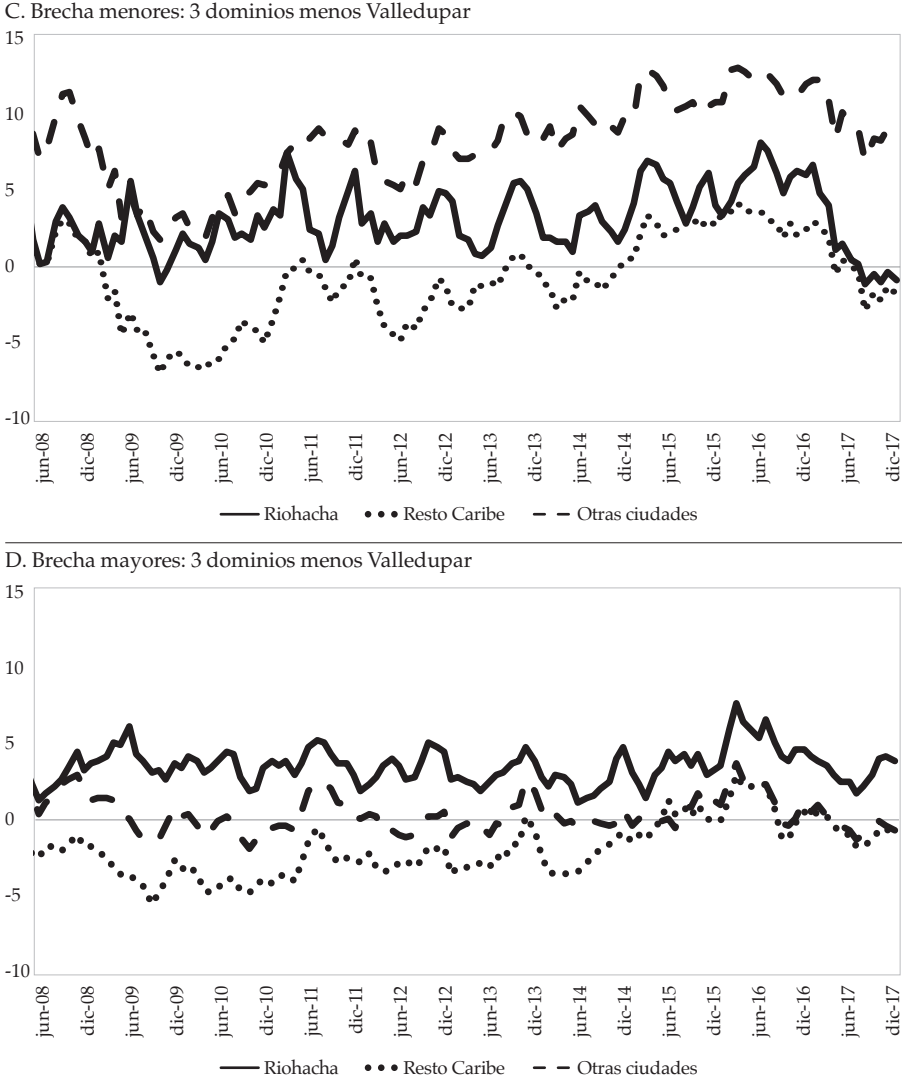 C. Brecha menores: 3 dominios menos Valledupar
15
10
5
0
-5
-10
jun-08 dic-08 jun-09 dic-09 jun-10 dic-10 jun-11 dic-11 jun-12 dic-12 jun-13 dic-13 jun-14 dic-14 jun-15 dic-15 jun-16 dic-16 jun-17 dic-17
Riohacha Resto Caribe Otras ciudades
D. Brecha mayores: 3 dominios menos Valledupar
15
10
5
0
-5
-10
jun-08 dic-08 jun-09 dic-09 jun-10 dic-10 jun-11 dic-11 jun-12 dic-12 jun-13 dic-13 jun-14 dic-14 jun-15 dic-15 jun-16 dic-16 jun-17 dic-17
Riohacha Resto Caribe Otras ciudades